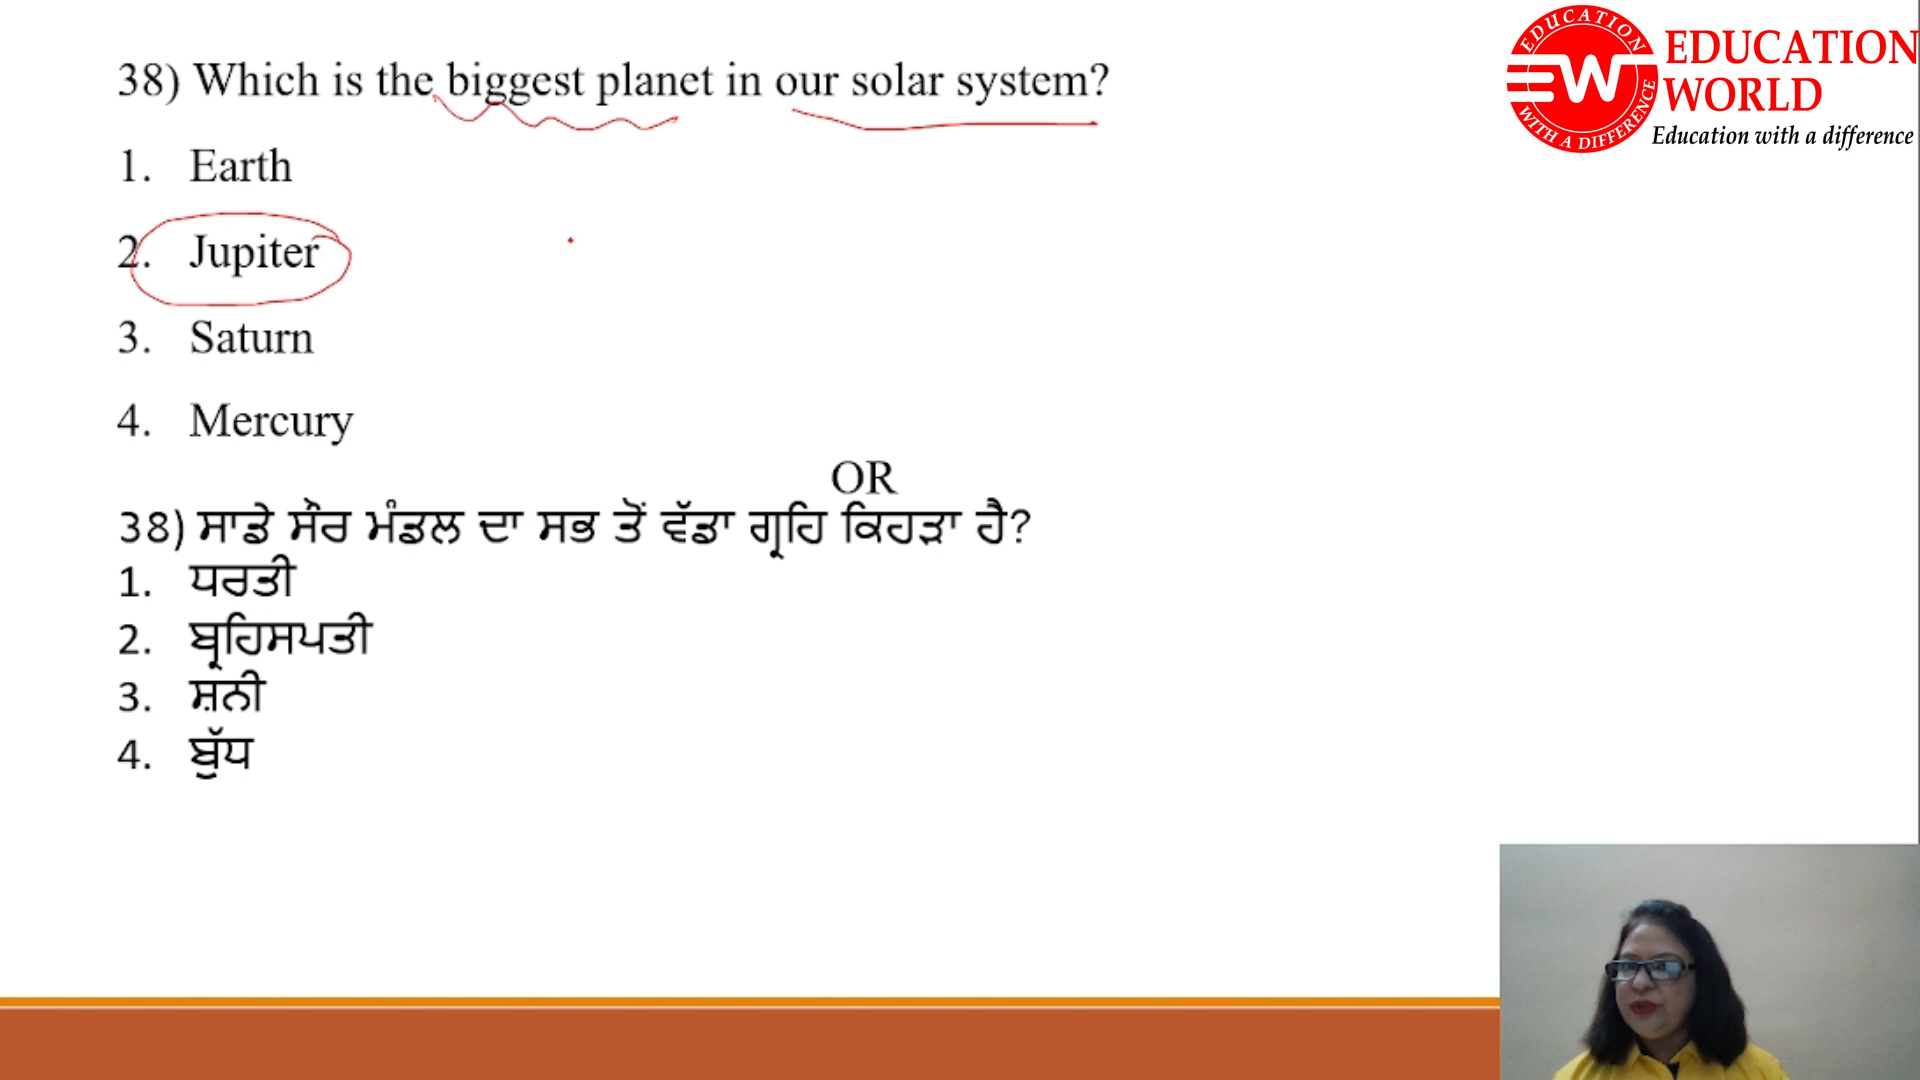 38) Which is the biggest planet in our solar system?
1. Earth
2. Jupiter
3. Saturn
4. Mercury
OR
38) ਸਾਡੇ ਸੌਰ ਮੰਡਲ ਦਾ ਸਭ ਤੋਂ ਵੱਡਾ ਗ੍ਰਹਿ ਕਿਹੜਾ ਹੈ?
1. ਧਰਤੀ
2. ਬ੍ਰਹਿਸਪਤੀ
3. ਸ਼ਨੀ
4. ਬੁੱਧ
EDUCATION
EW
WITH A DIFFERENCE
EDUCATION
WORLD
Education with a difference